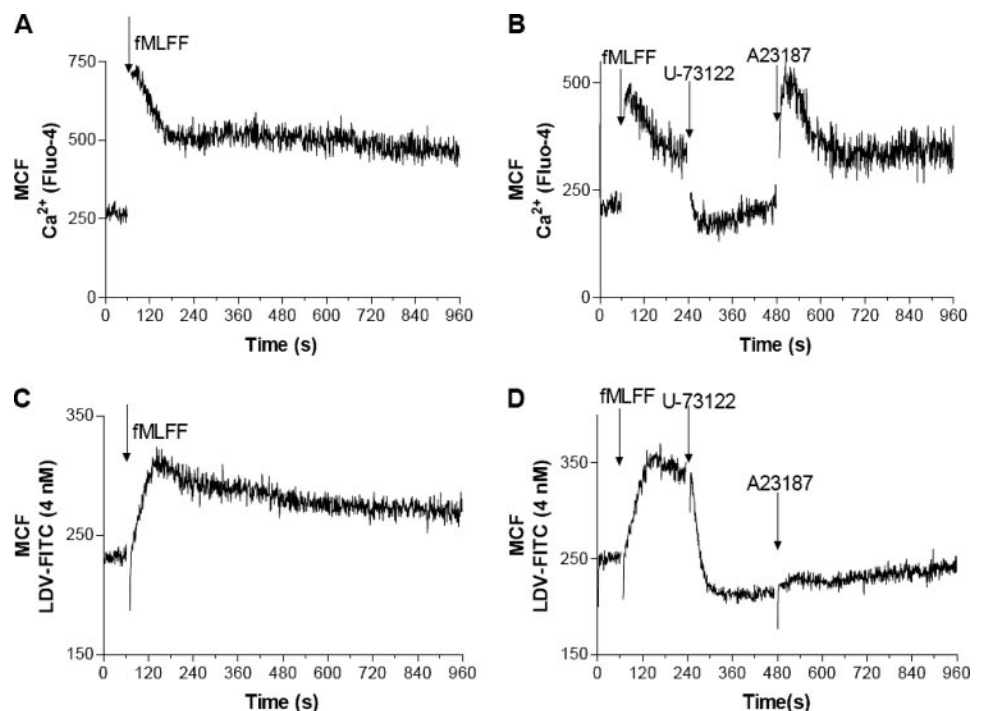 A
fMLFF
750
500
250
0
MCF
Ca²⁺ (Fluo-4)
0 120 240 360 480 600 720 840 960
Time (s)
B
fMLFF
U-73122
A23187
500
250
0
MCF
Ca²⁺ (Fluo-4)
0 120 240 360 480 600 720 840 960
Time (s)
C
fMLFF
350
250
150
MCF
LDV-FITC (4 nM)
0 120 240 360 480 600 720 840 960
Time (s)
D
fMLFF
U-73122
A23187
350
250
150
MCF
LDV-FITC (4 nM)
0 120 240 360 480 600 720 840 960
Time(s)